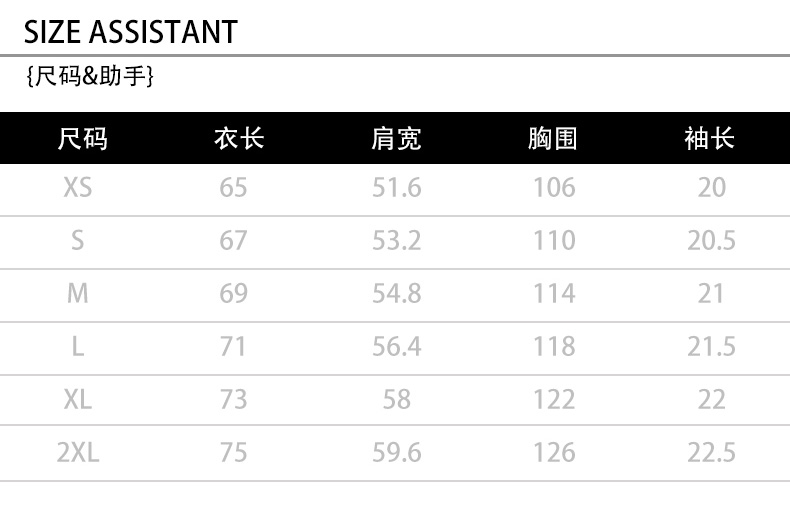 SIZE ASSISTANT
{尺码&助手}
尺码 衣长 肩宽 胸围 袖长
XS 65 51.6 106 20
S 67 53.2 110 20.5
M 69 54.8 114 21
L 71 56.4 118 21.5
XL 73 58 122 22
2XL 75 59.6 126 22.5